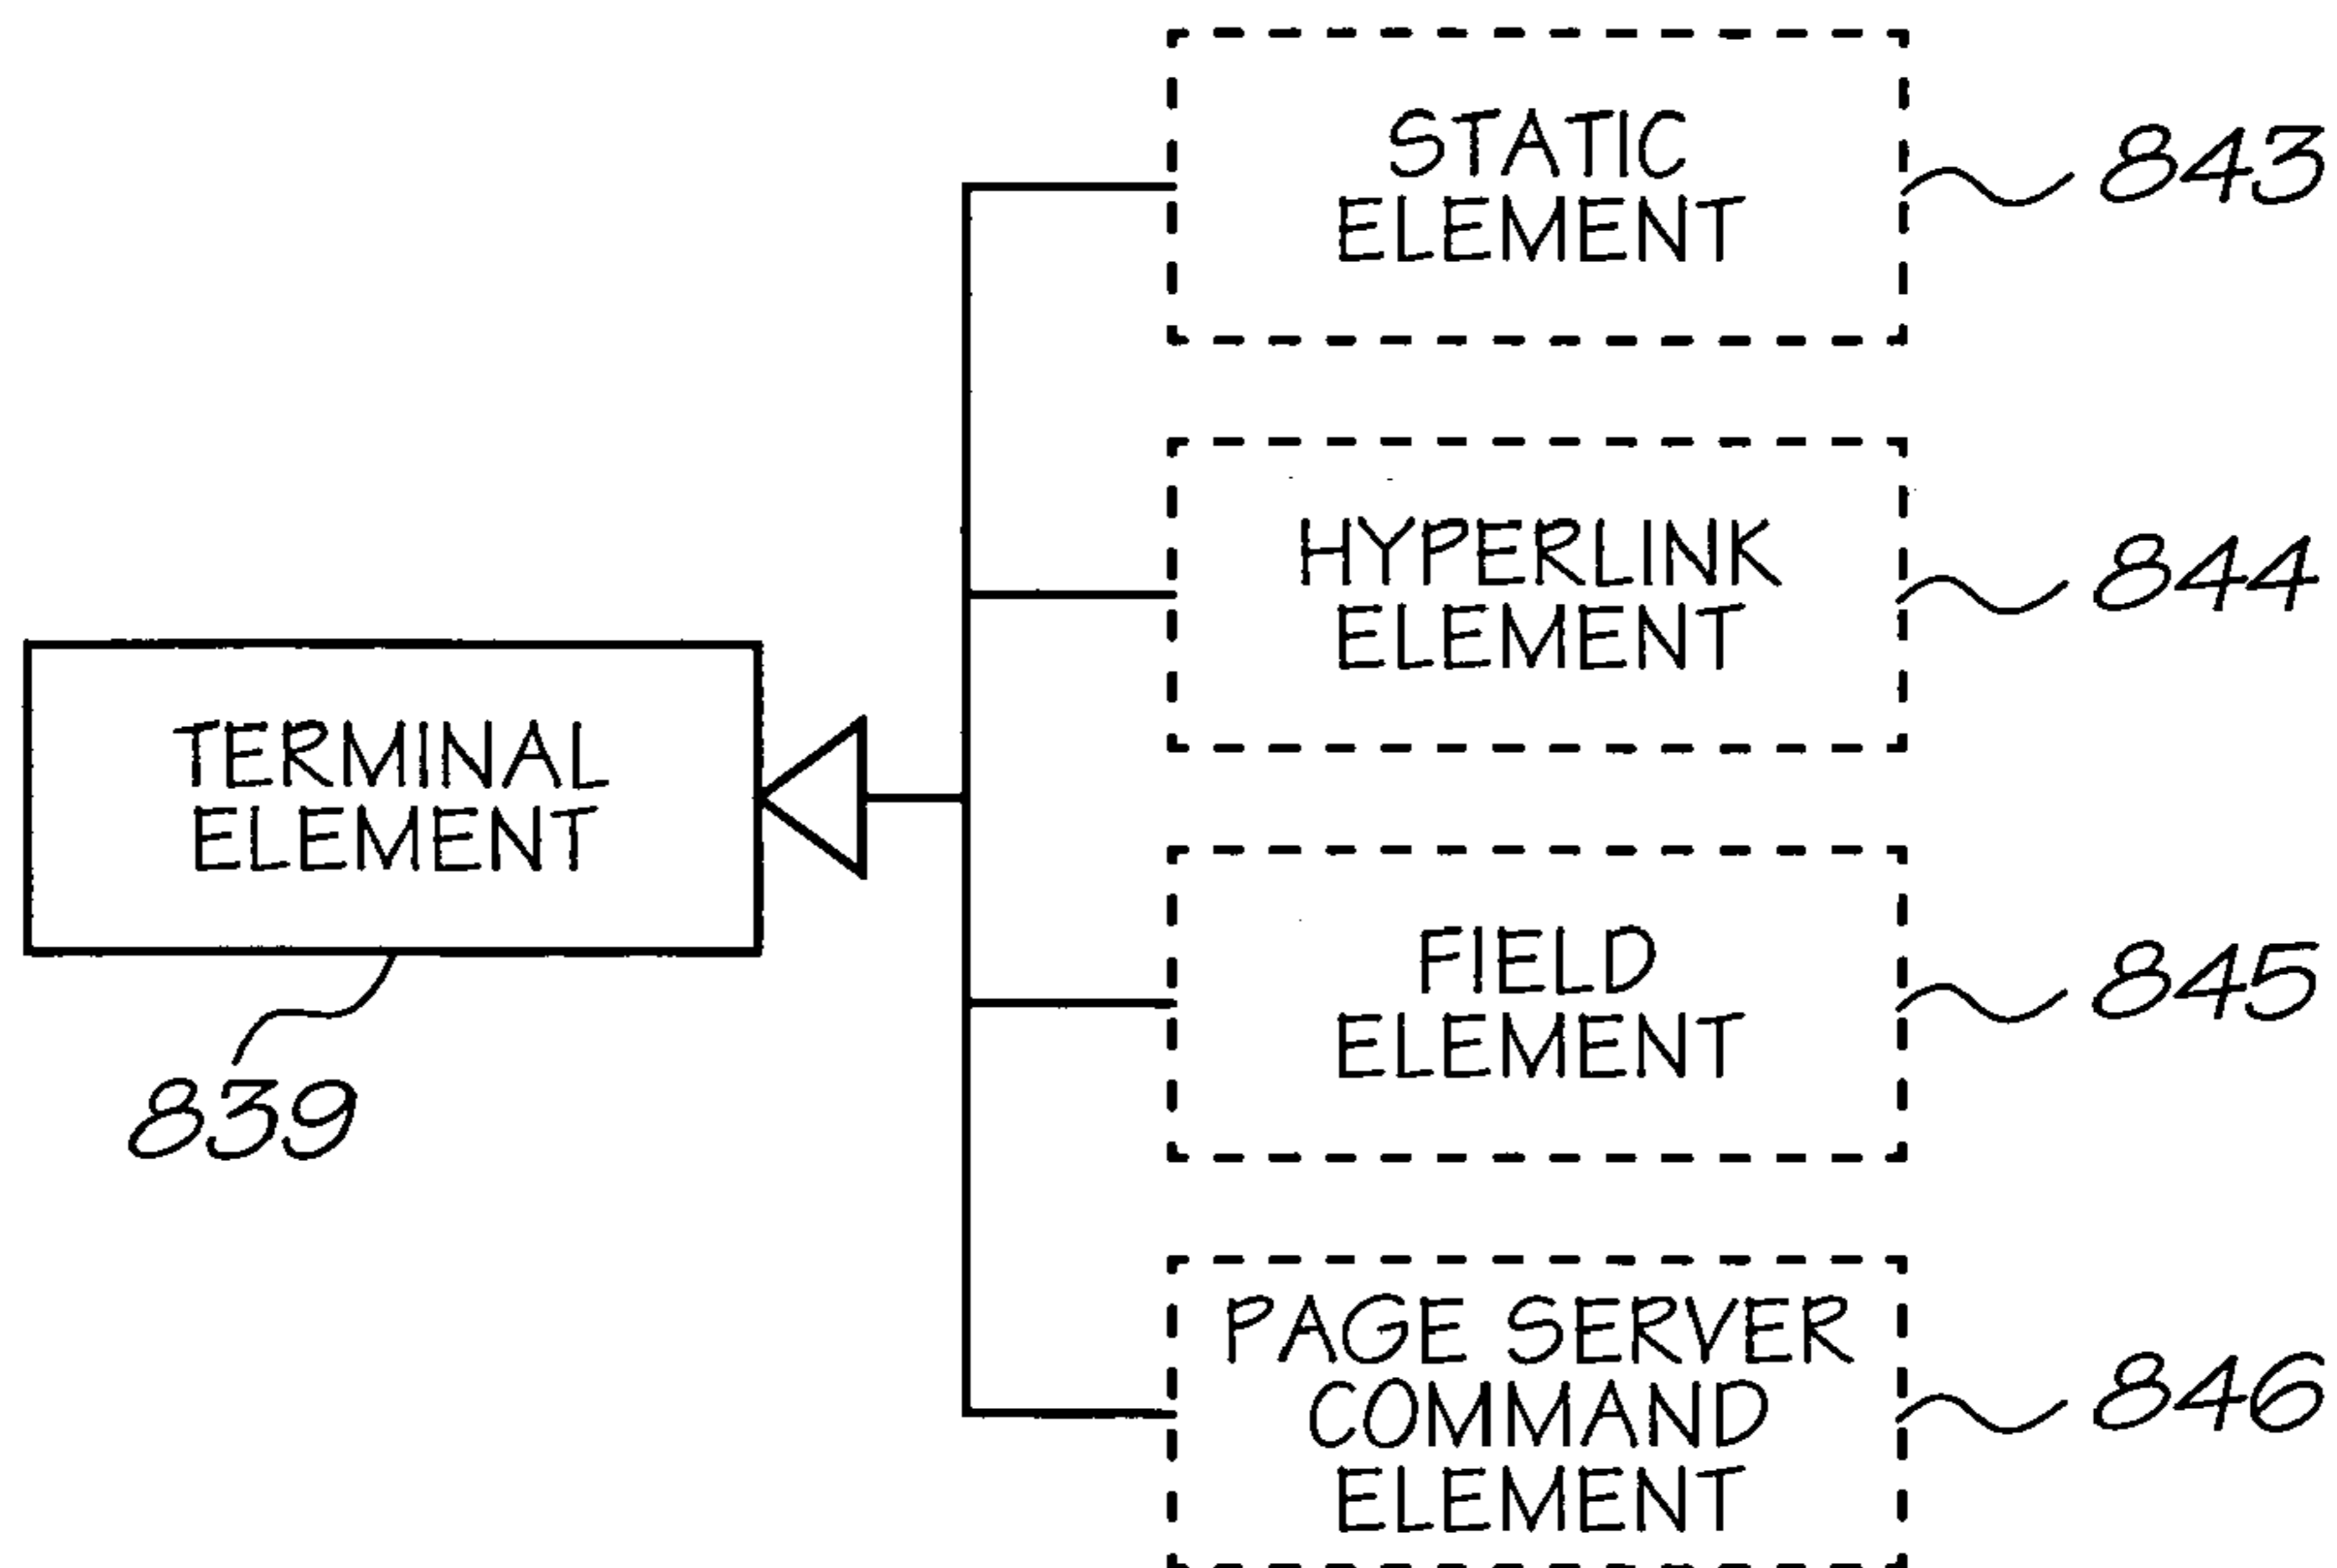 STATIC
ELEMENT
843
HYPERLINK
ELEMENT
844
TERMINAL
ELEMENT
839
FIELD
ELEMENT
845
PAGE SERVER
COMMAND
ELEMENT
846